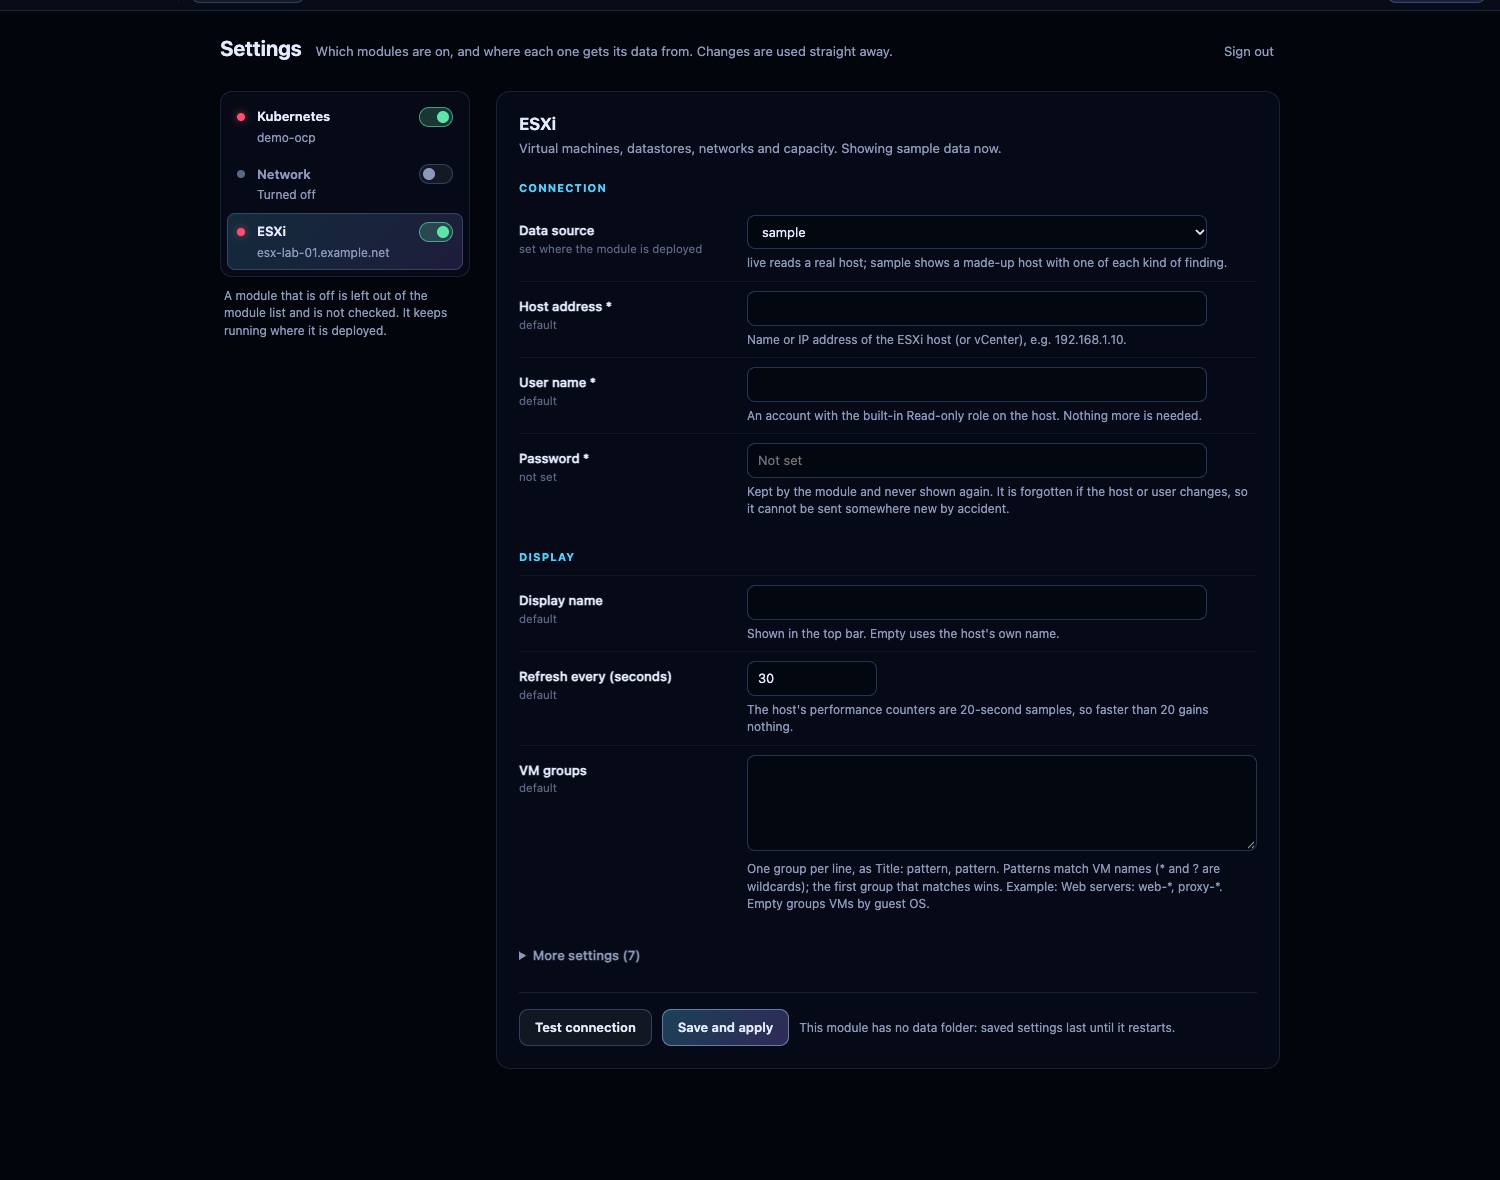 Settings
Which modules are on, and where each one gets its data from. Changes are used straight away.
Sign out
Kubernetes
demo-ocp
Network
Turned off
ESXi
esx-lab-01.example.net
A module that is off is left out of the
module list and is not checked. It keeps
running where it is deployed.
ESXi
Virtual machines, datastores, networks and capacity. Showing sample data now.
CONNECTION
Data source
set where the module is deployed
sample
live reads a real host; sample shows a made-up host with one of each kind of finding.
Host address *
default
Name or IP address of the ESXi host (or vCenter), e.g. 192.168.1.10.
User name *
default
An account with the built-in Read-only role on the host. Nothing more is needed.
Password *
not set
Not set
Kept by the module and never shown again. It is forgotten if the host or user changes, so
it cannot be sent somewhere new by accident.
DISPLAY
Display name
default
Shown in the top bar. Empty uses the host's own name.
Refresh every (seconds)
default
30
The host's performance counters are 20-second samples, so faster than 20 gains
nothing.
VM groups
default
One group per line, as Title: pattern, pattern. Patterns match VM names (* and ? are
wildcards); the first group that matches wins. Example: Web servers: web-*, proxy-*.
Empty groups VMs by guest OS.
More settings (7)
Test connection
Save and apply
This module has no data folder: saved settings last until it restarts.